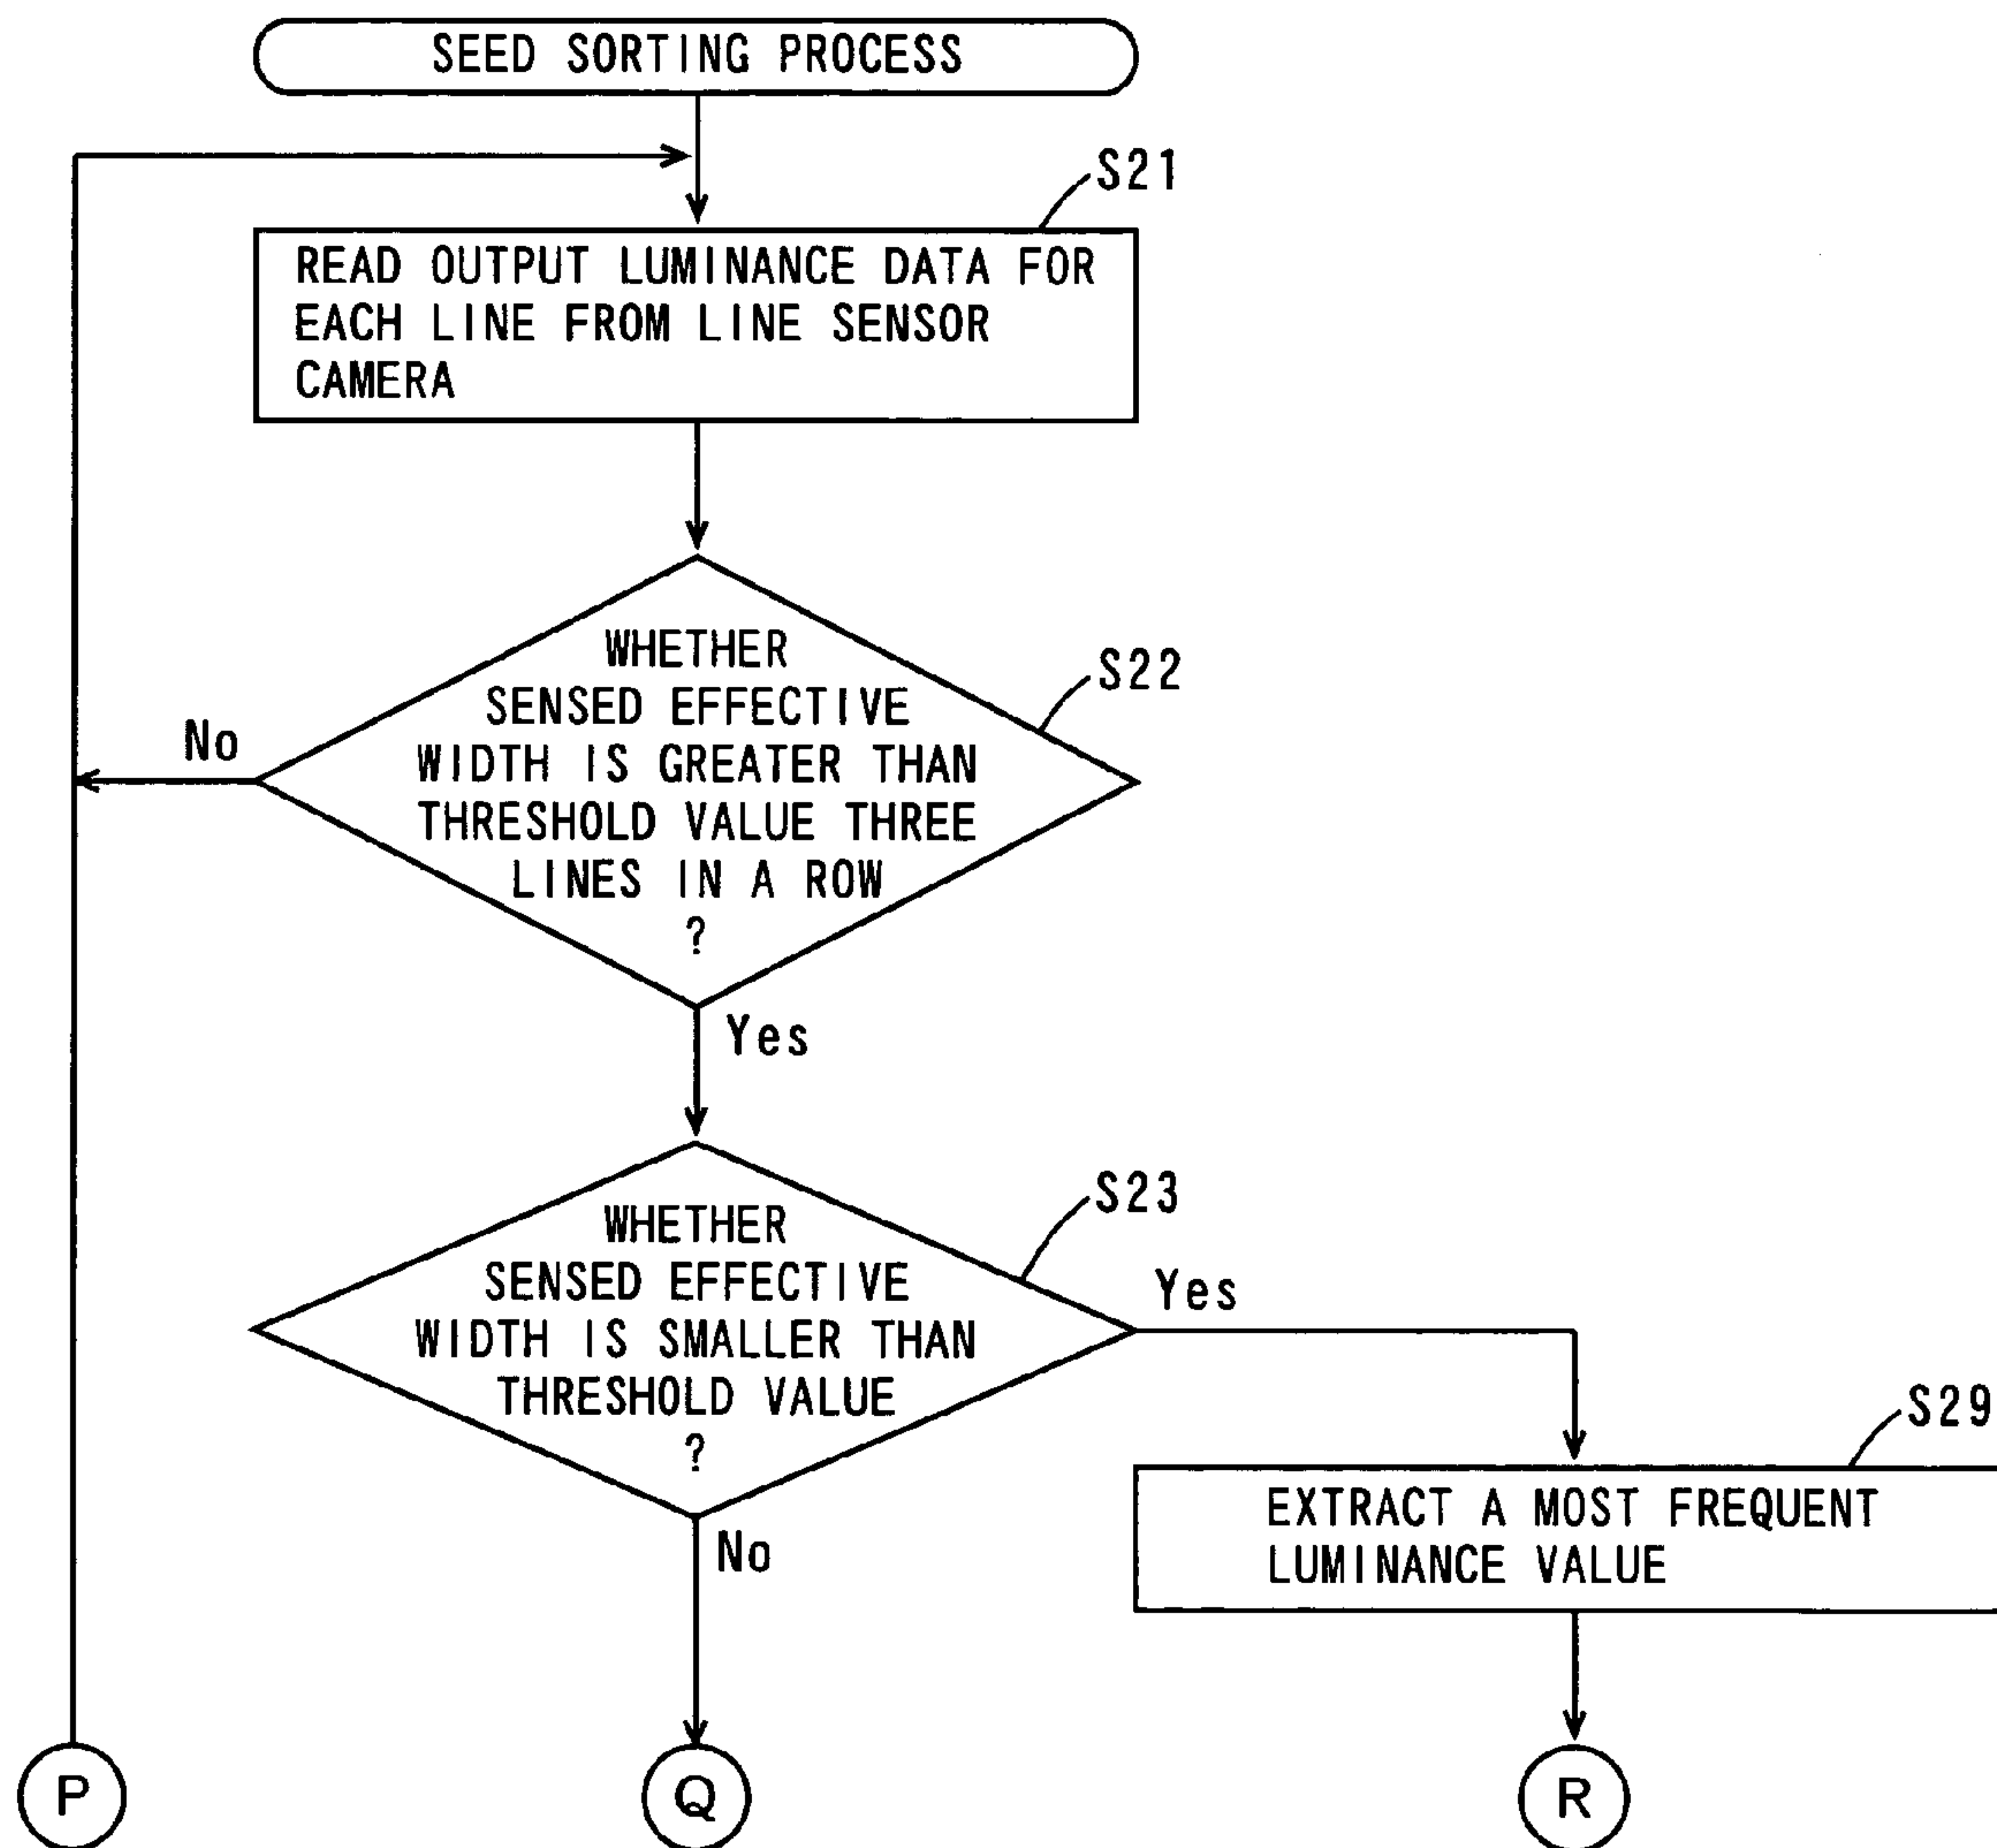 SEED SORTING PROCESS
S21
READ OUTPUT LUMINANCE DATA FOR
EACH LINE FROM LINE SENSOR
CAMERA
S22
WHETHER
SENSED EFFECTIVE
WIDTH IS GREATER THAN
THRESHOLD VALUE THREE
LINES IN A ROW
?
No
Yes
S23
WHETHER
SENSED EFFECTIVE
WIDTH IS SMALLER THAN
THRESHOLD VALUE
?
Yes
No
S29
EXTRACT A MOST FREQUENT
LUMINANCE VALUE
P
Q
R